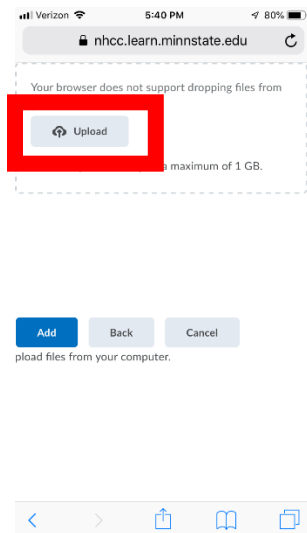 Verizon 5:40 PM 80%
nhcc.learn.minnstate.edu
Your browser does not support dropping files from
Upload
a maximum of 1 GB.
Add Back Cancel
pload files from your computer.